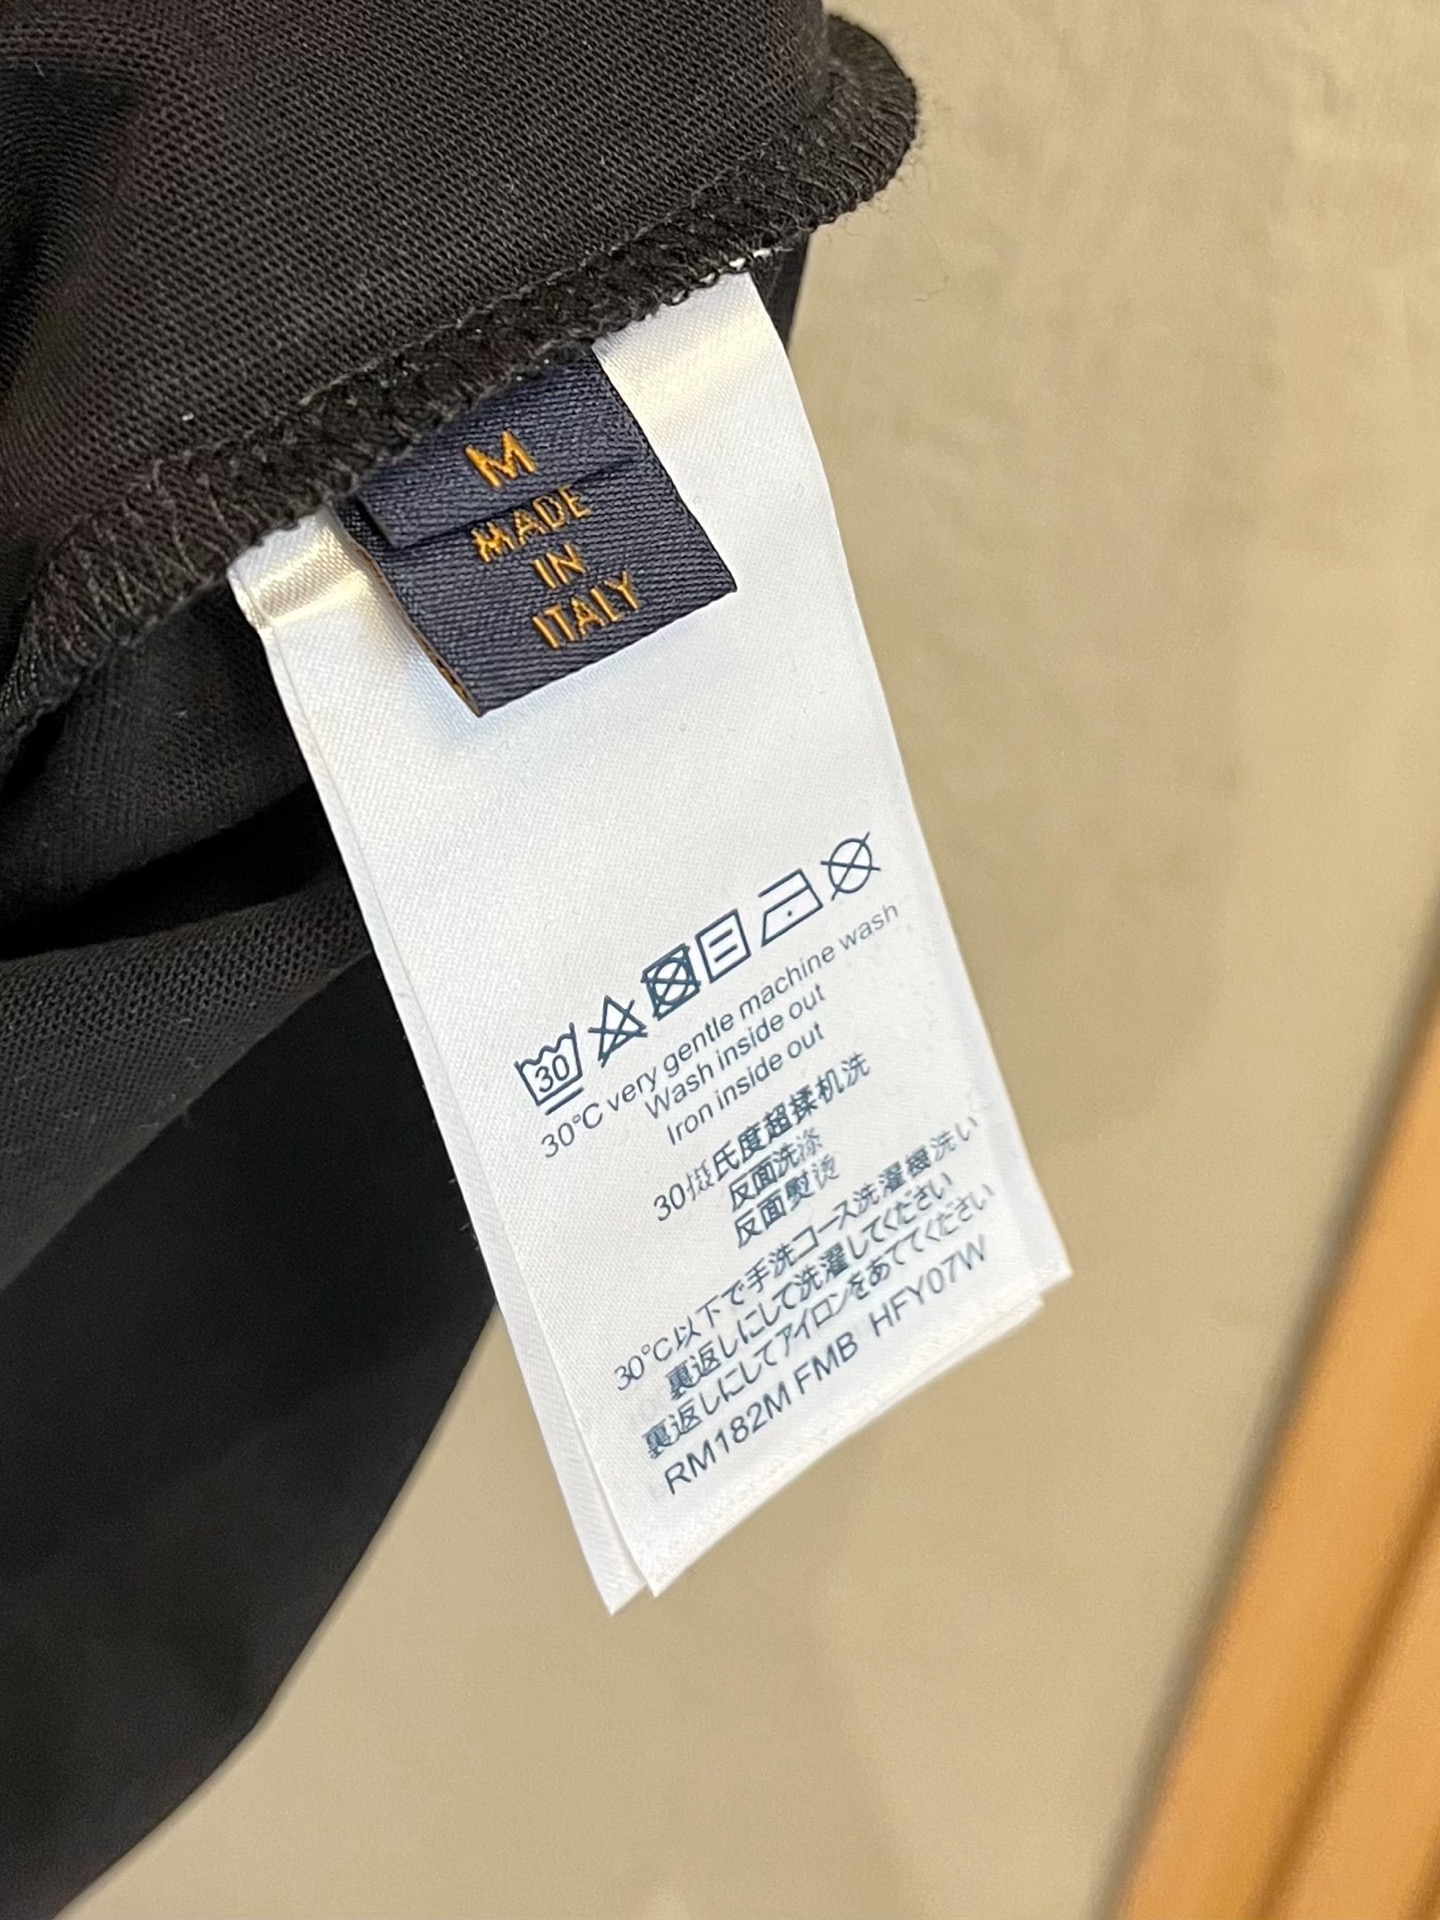 M
MADE
IN
ITALY
30
30°C very gentle machine wash
Wash inside out
Iron inside out
30摄氏度超揉机洗
反面洗涤
反面熨烫
30°C以下で手洗コース洗濯機洗い
裏返しにして洗濯してください
裏返しにしてアイロンをあててください
RM182M FMB HFY07W